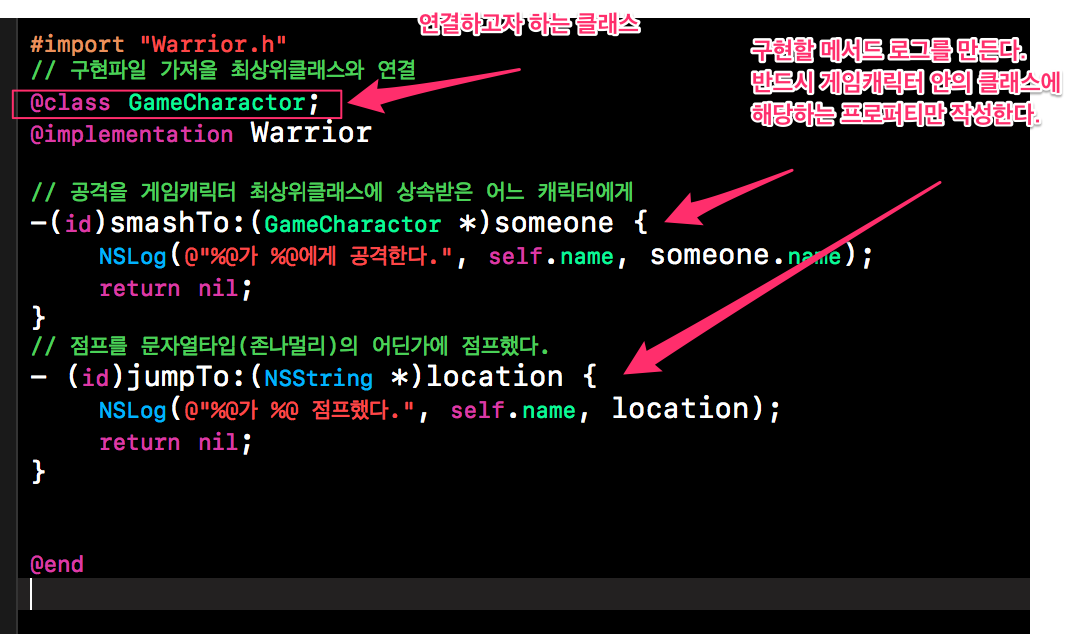 연결하고자 하는 클래스
구현할 메서드 로그를 만든다.
반드시 게임캐릭터 안의 클래스에
해당하는 프로퍼티만 작성한다.
#import "Warrior.h"
// 구현파일 가져올 최상위클래스와 연결
@class GameCharactor;
@implementation Warrior
// 공격을 게임캐릭터 최상위클래스에 상속받은 어느 캐릭터에게
-(id)smashTo:(GameCharactor *)someone {
NSLog(@"%@가 %@에게 공격한다.", self.name, someone.name);
return nil;
}
// 점프를 문자열타입(존나멀리)의 어딘가에 점프했다.
- (id)jumpTo:(NSString *)location {
NSLog(@"%@가 %@ 점프했다.", self.name, location);
return nil;
}
@end